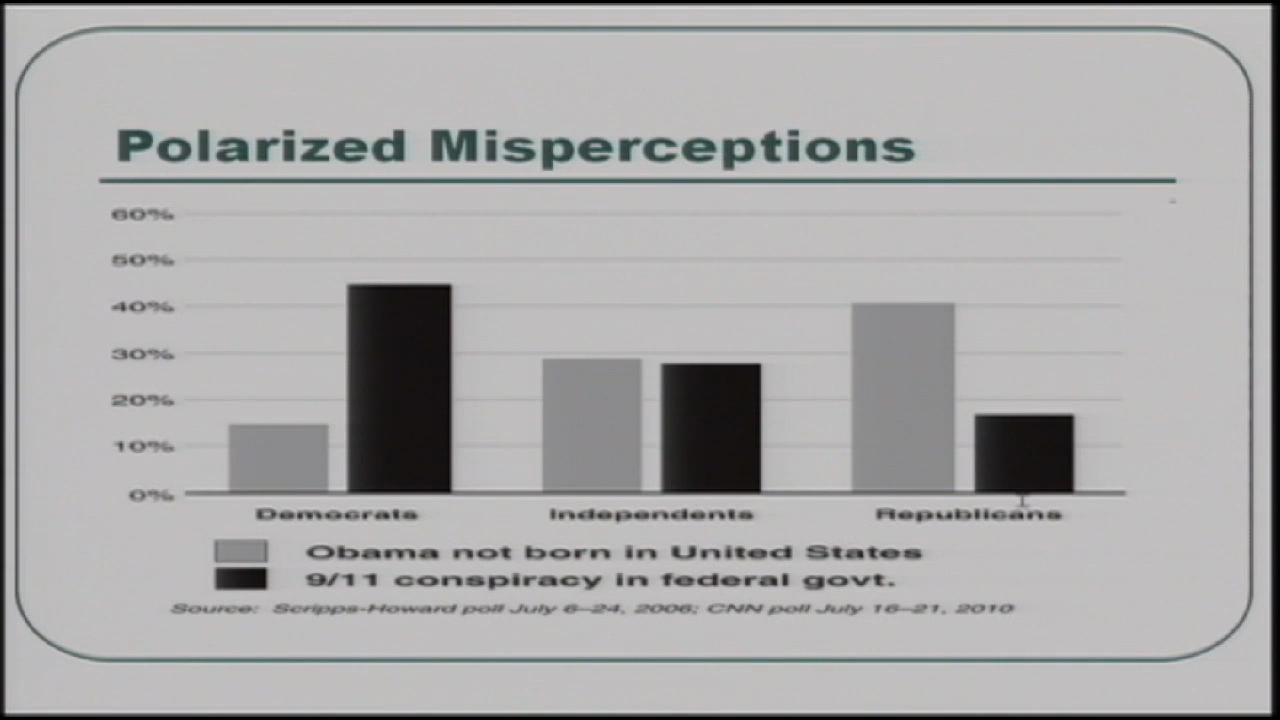 Polarized Misperceptions
60%
50%
40%
30%
20%
10%
0%
Democrats Independents Republicans
Obama not born in United States
9/11 conspiracy in federal govt.
Source: Scripps-Howard poll July 6–24, 2006; CNN poll July 16–21, 2010